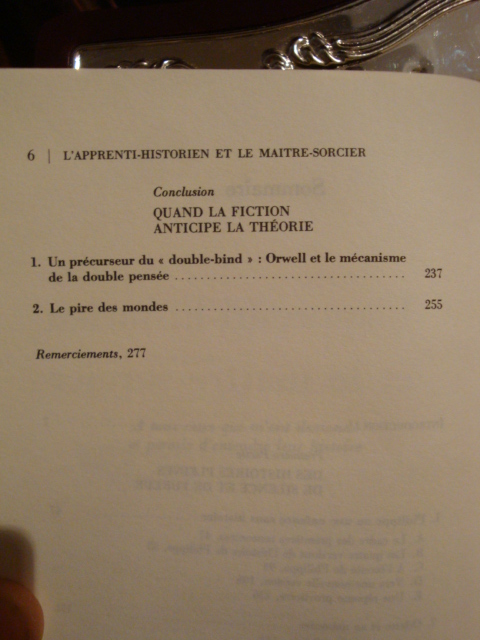 6 | L'APPRENTI-HISTORIEN ET LE MAITRE-SORCIER
Conclusion
QUAND LA FICTION
ANTICIPE LA THÉORIE
1. Un précurseur du « double-bind » : Orwell et le mécanisme
de la double pensée .................................. 237
2. Le pire des mondes .................................. 255
Remerciements, 277